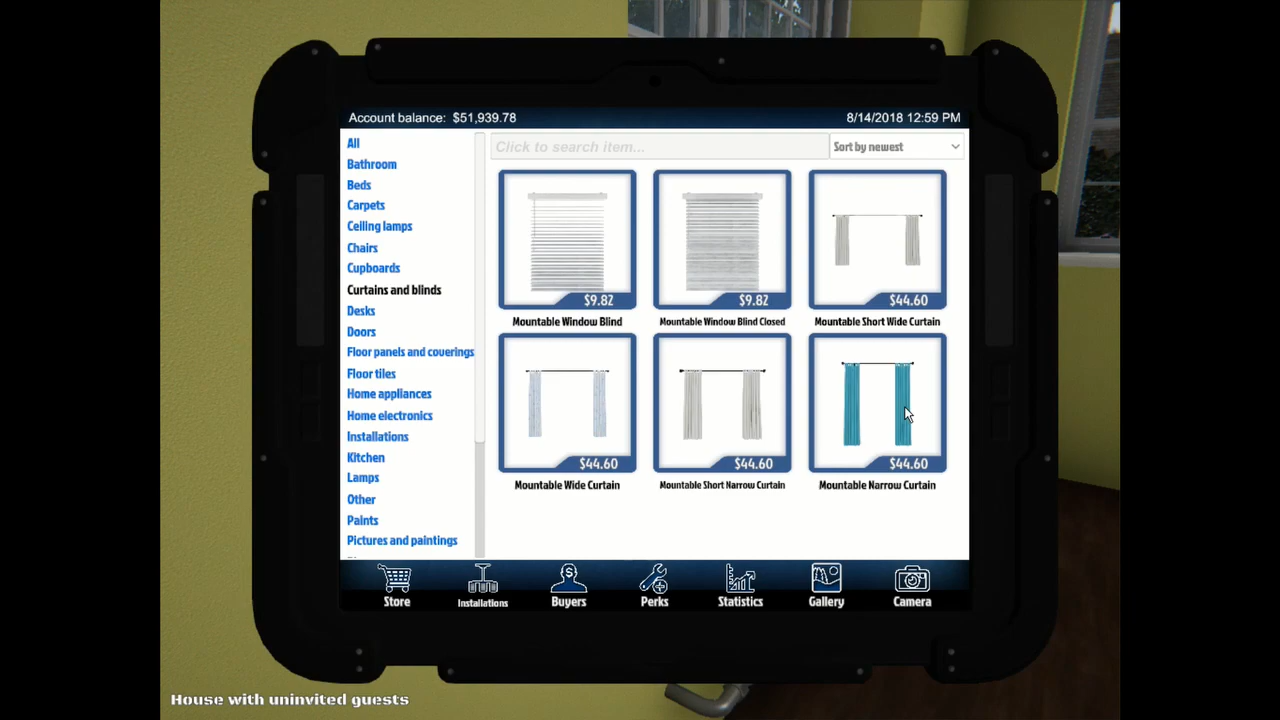 Account balance: $51,939.78
8/14/2018 12:59 PM
All
Bathroom
Beds
Carpets
Ceiling lamps
Chairs
Cupboards
Curtains and blinds
Desks
Doors
Floor panels and coverings
Floor tiles
Home appliances
Home electronics
Installations
Kitchen
Lamps
Other
Paints
Pictures and paintings
Click to search item...
Sort by newest
$9.82
$9.82
$44.60
Mountable Window Blind
Mountable Window Blind Closed
Mountable Short Wide Curtain
$44.60
$44.60
$44.60
Mountable Wide Curtain
Mountable Short Narrow Curtain
Mountable Narrow Curtain
Store
Installations
Buyers
Perks
Statistics
Gallery
Camera
House with uninvited guests